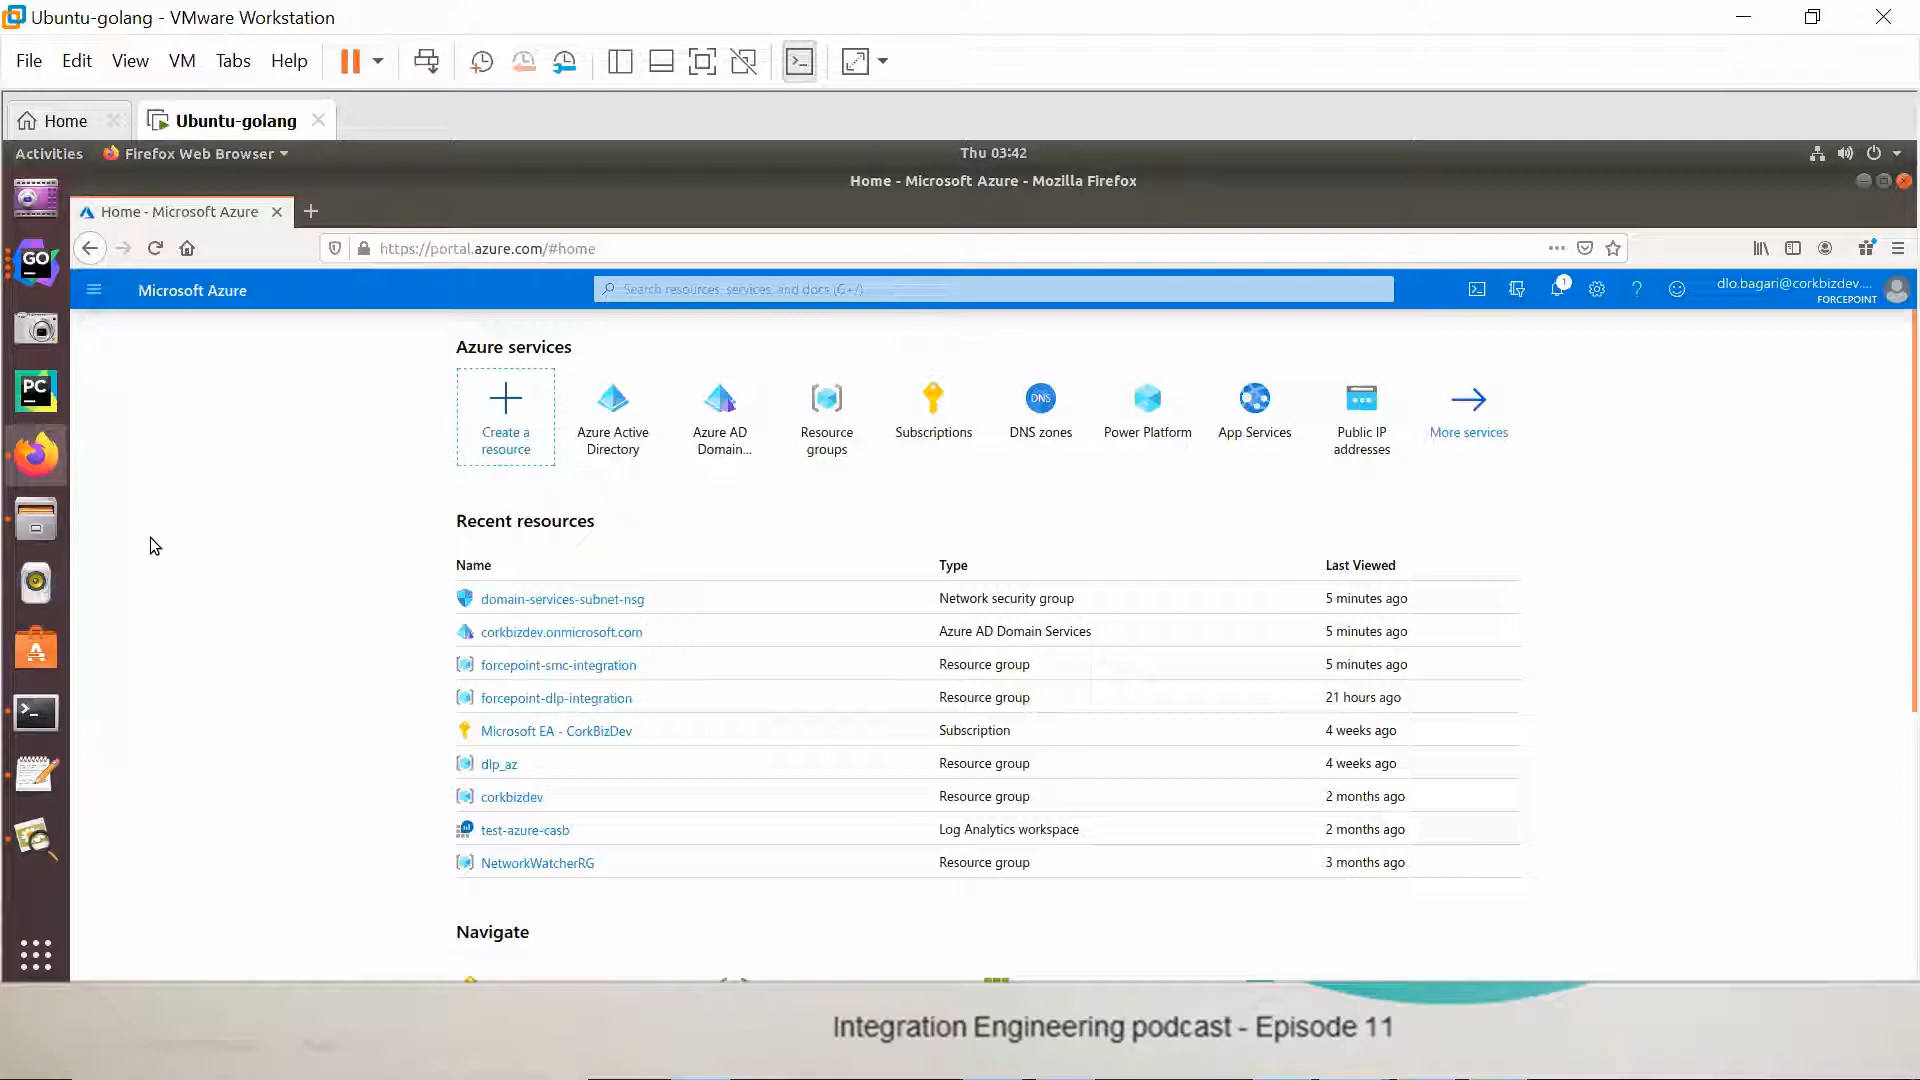 Ubuntu-golang - VMware Workstation
File Edit View VM Tabs Help
Home
Ubuntu-golang
Activities
Firefox Web Browser
Thu 03:42
Home - Microsoft Azure - Mozilla Firefox
Home - Microsoft Azure
https://portal.azure.com/#home
Microsoft Azure
Search resources, services, and docs (G+/)
1
dlo.bagari@corkbizdev....
FORCEPOINT
Azure services
Create a resource
Azure Active Directory
Azure AD Domain...
Resource groups
Subscriptions
DNS
DNS zones
Power Platform
App Services
Public IP addresses
More services
Recent resources
Name Type Last Viewed
domain-services-subnet-nsg Network security group 5 minutes ago
corkbizdev.onmicrosoft.com Azure AD Domain Services 5 minutes ago
forcepoint-smc-integration Resource group 5 minutes ago
forcepoint-dlp-integration Resource group 21 hours ago
Microsoft EA - CorkBizDev Subscription 4 weeks ago
dlp_az Resource group 4 weeks ago
corkbizdev Resource group 2 months ago
test-azure-casb Log Analytics workspace 2 months ago
NetworkWatcherRG Resource group 3 months ago
Navigate
GO
PC
Integration Engineering podcast - Episode 11